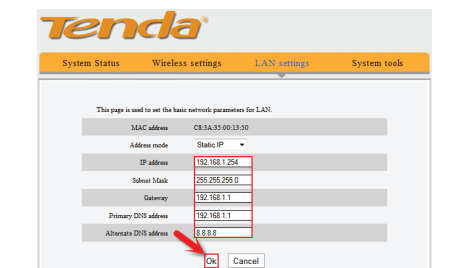 Tenda
System Status Wireless settings LAN settings System tools
This page is used to set the basic network parameters for LAN.
MAC address C8:3A:35:00:13:50
Address mode Static IP
IP address 192.168.1.254
Subnet Mask 255.255.255.0
Gateway 192.168.1.1
Primary DNS address 192.168.1.1
Alternate DNS address 8.8.8.8
Ok Cancel